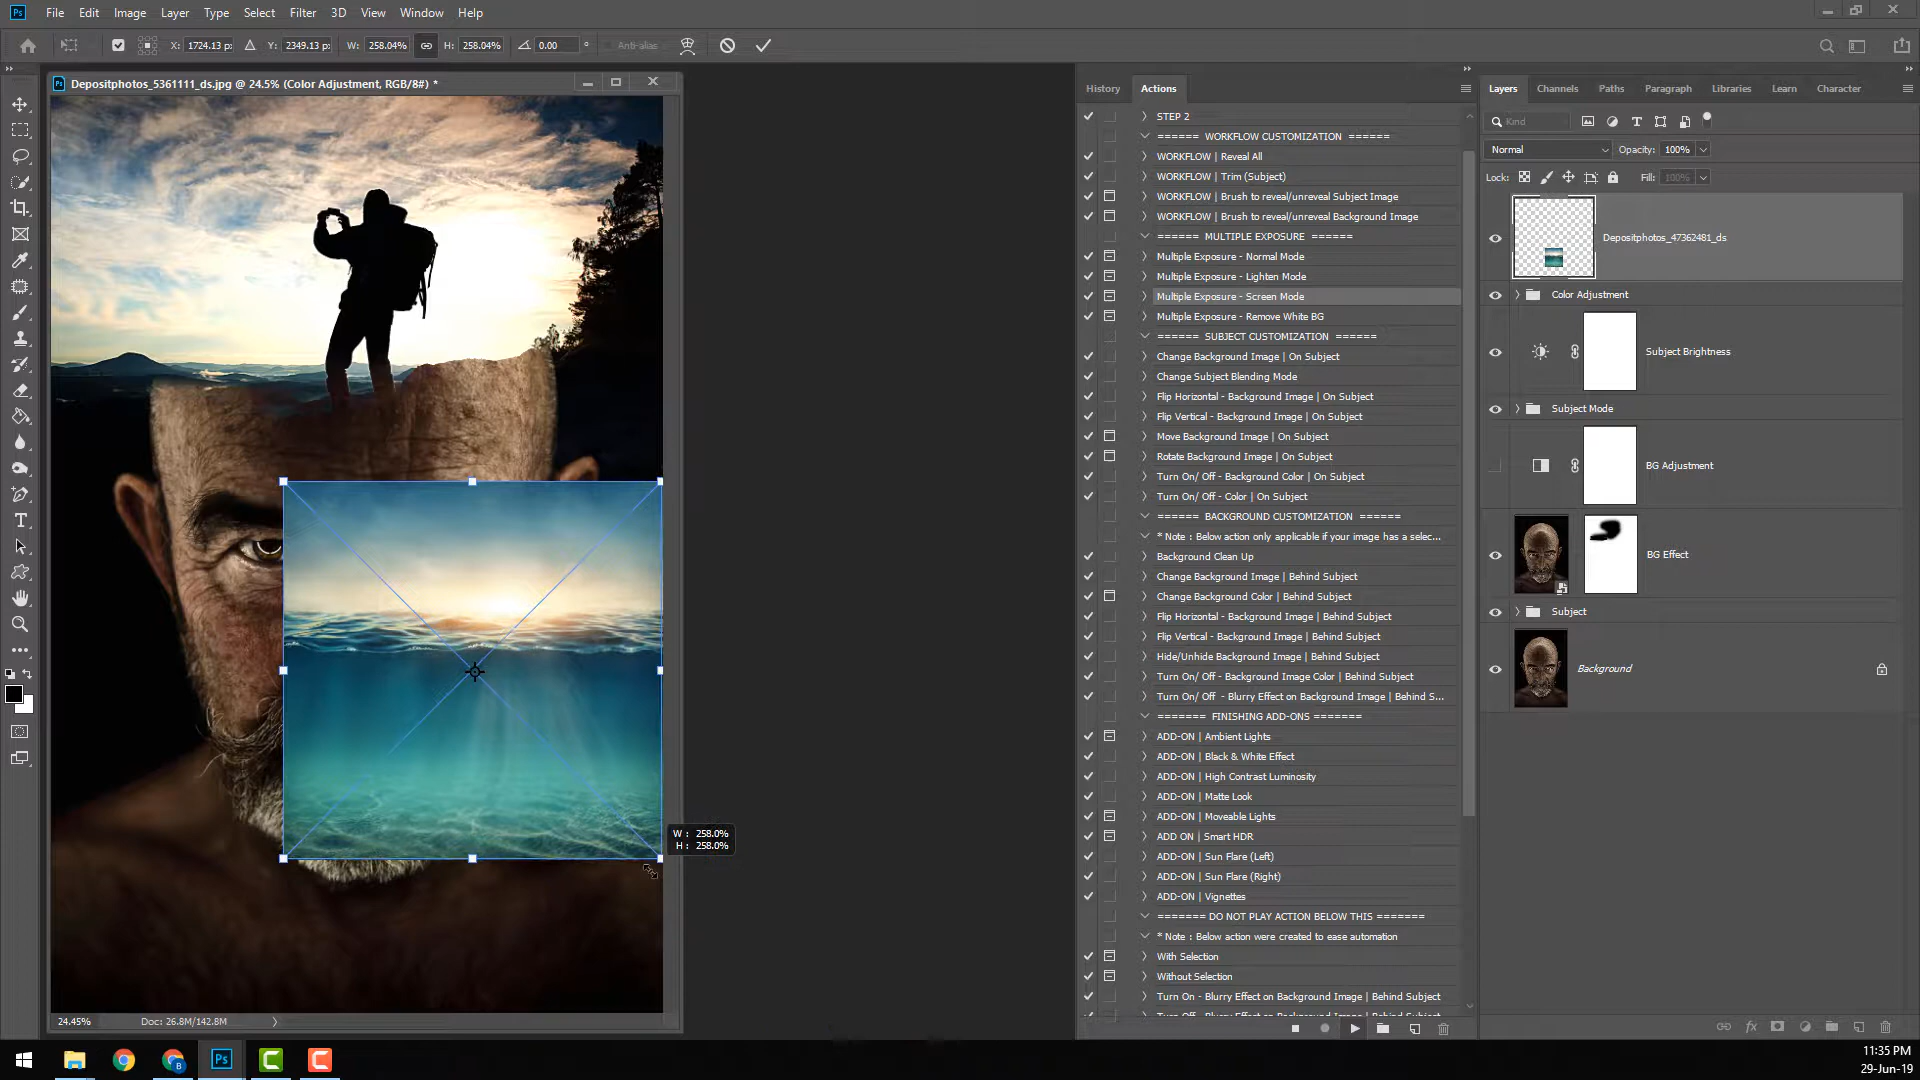 Ps File Edit Image Layer Type Select Filter 3D View Window Help
X: 1724.13 p: Y: 2349.13 p: W: 258.04% H: 258.04% 0.00 ° Anti-alias
Depositphotos_5361111_ds.jpg @ 24.5% (Color Adjustment, RGB/8#) *
W : 258.0%
H : 258.0%
24.45% Doc: 26.8M/142.8M
History Actions
STEP 2
====== WORKFLOW CUSTOMIZATION ======
WORKFLOW | Reveal All
WORKFLOW | Trim (Subject)
WORKFLOW | Brush to reveal/unreveal Subject Image
WORKFLOW | Brush to reveal/unreveal Background Image
====== MULTIPLE EXPOSURE ======
Multiple Exposure - Normal Mode
Multiple Exposure - Lighten Mode
Multiple Exposure - Screen Mode
Multiple Exposure - Remove White BG
====== SUBJECT CUSTOMIZATION ======
Change Background Image | On Subject
Change Subject Blending Mode
Flip Horizontal - Background Image | On Subject
Flip Vertical - Background Image | On Subject
Move Background Image | On Subject
Rotate Background Image | On Subject
Turn On/ Off - Background Color | On Subject
Turn On/ Off - Color | On Subject
====== BACKGROUND CUSTOMIZATION ======
* Note : Below action only applicable if your image has a selec...
Background Clean Up
Change Background Image | Behind Subject
Change Background Color | Behind Subject
Flip Horizontal - Background Image | Behind Subject
Flip Vertical - Background Image | Behind Subject
Hide/Unhide Background Image | Behind Subject
Turn On/ Off - Background Image Color | Behind Subject
Turn On/ Off - Blurry Effect on Background Image | Behind S...
======= FINISHING ADD-ONS =======
ADD-ON | Ambient Lights
ADD-ON | Black & White Effect
ADD-ON | High Contrast Luminosity
ADD-ON | Matte Look
ADD-ON | Moveable Lights
ADD ON | Smart HDR
ADD-ON | Sun Flare (Left)
ADD-ON | Sun Flare (Right)
ADD-ON | Vignettes
======= DO NOT PLAY ACTION BELOW THIS =======
* Note : Below action were created to ease automation
With Selection
Without Selection
Turn On - Blurry Effect on Background Image | Behind Subject
Turn Off - Blurry Effect on Background Image | Behind Subject
Layers Channels Paths Paragraph Libraries Learn Character
Kind
Normal Opacity: 100%
Lock: Fill: 100%
Depositphotos_47362481_ds
Color Adjustment
Subject Brightness
Subject Mode
BG Adjustment
BG Effect
Subject
Background
fx
Ps
11:35 PM
29-Jun-19